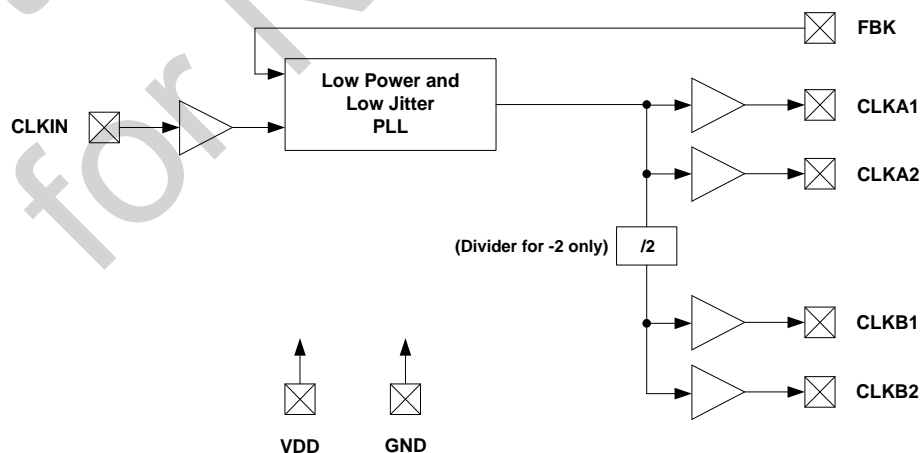 FBK
Low Power and
Low Jitter
PLL
CLKIN
CLKA1
CLKA2
(Divider for -2 only)
/2
CLKB1
CLKB2
VDD
GND
for